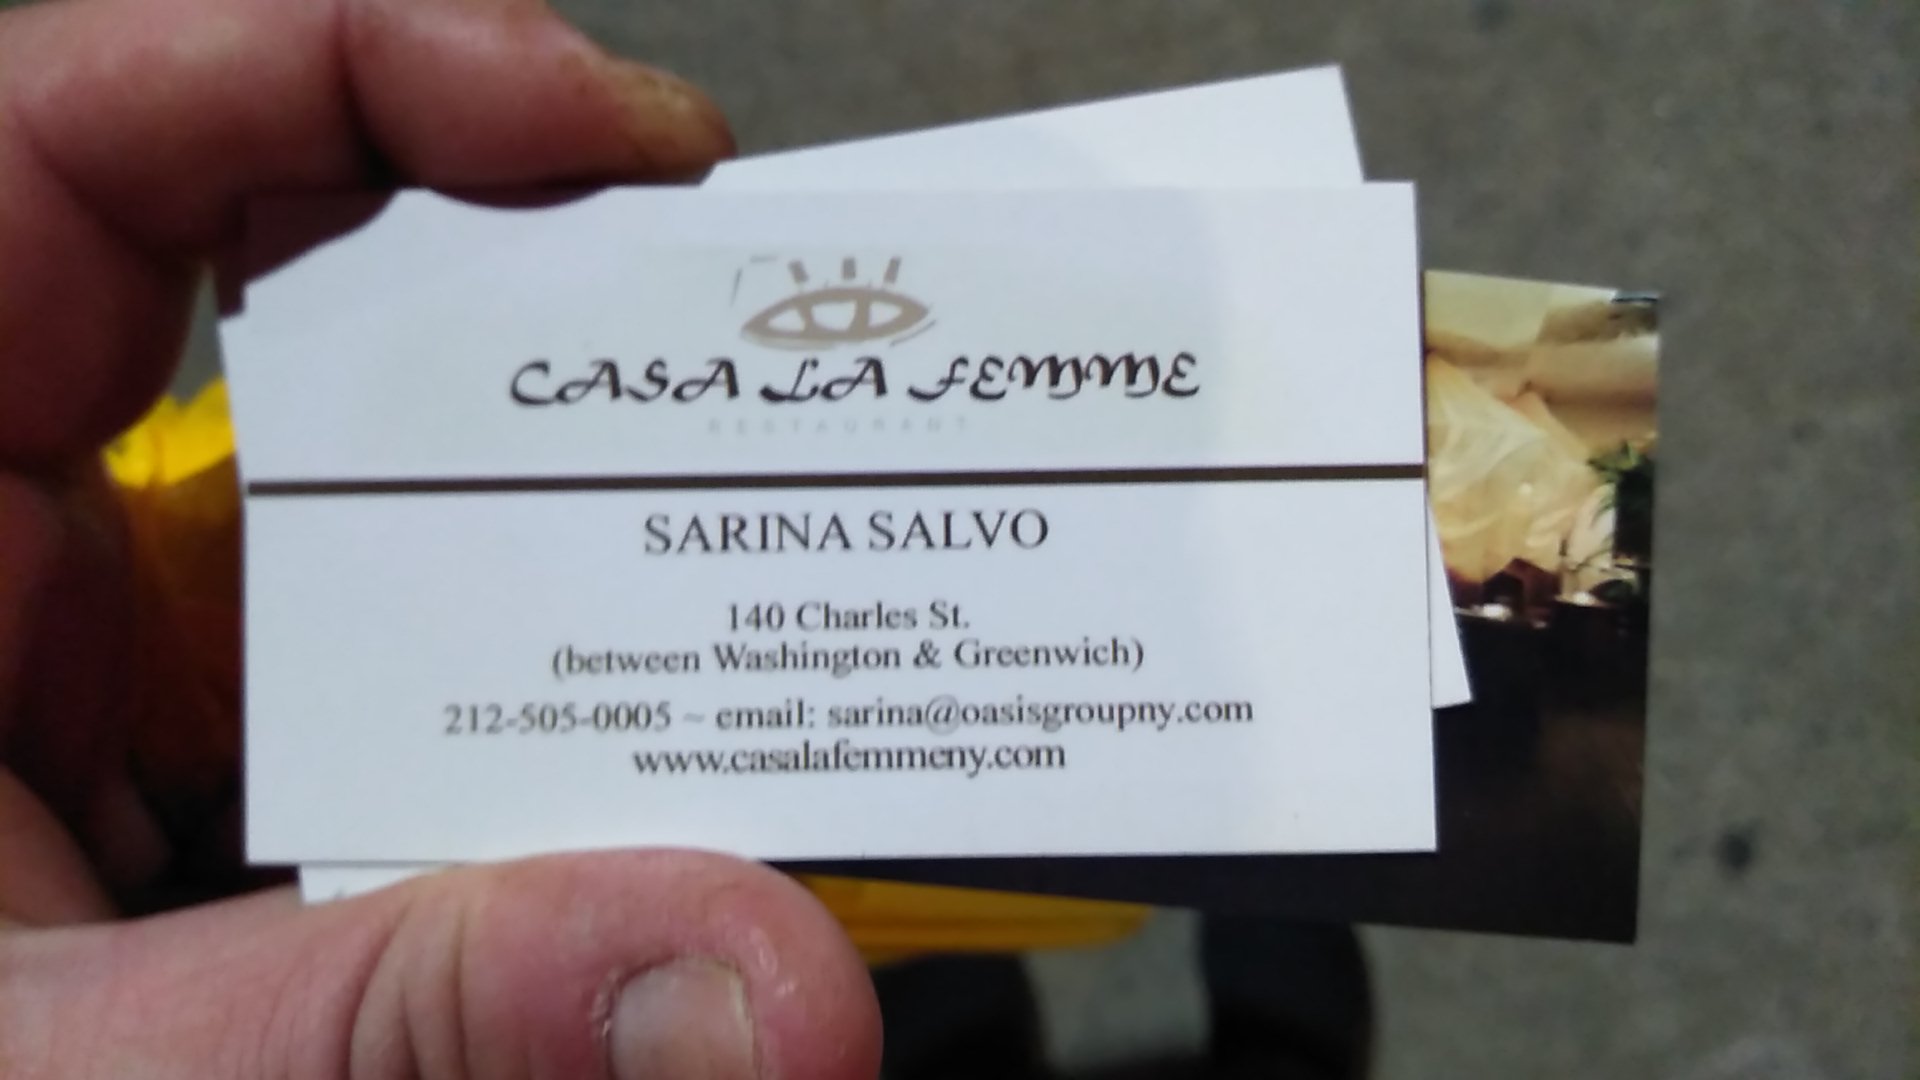 CASA LA FEMME
RESTAURANT
SARINA SALVO
140 Charles St.
(between Washington & Greenwich)
212-505-0005 ~ email: sarina@oasisgroupny.com
www.casalafemmeny.com